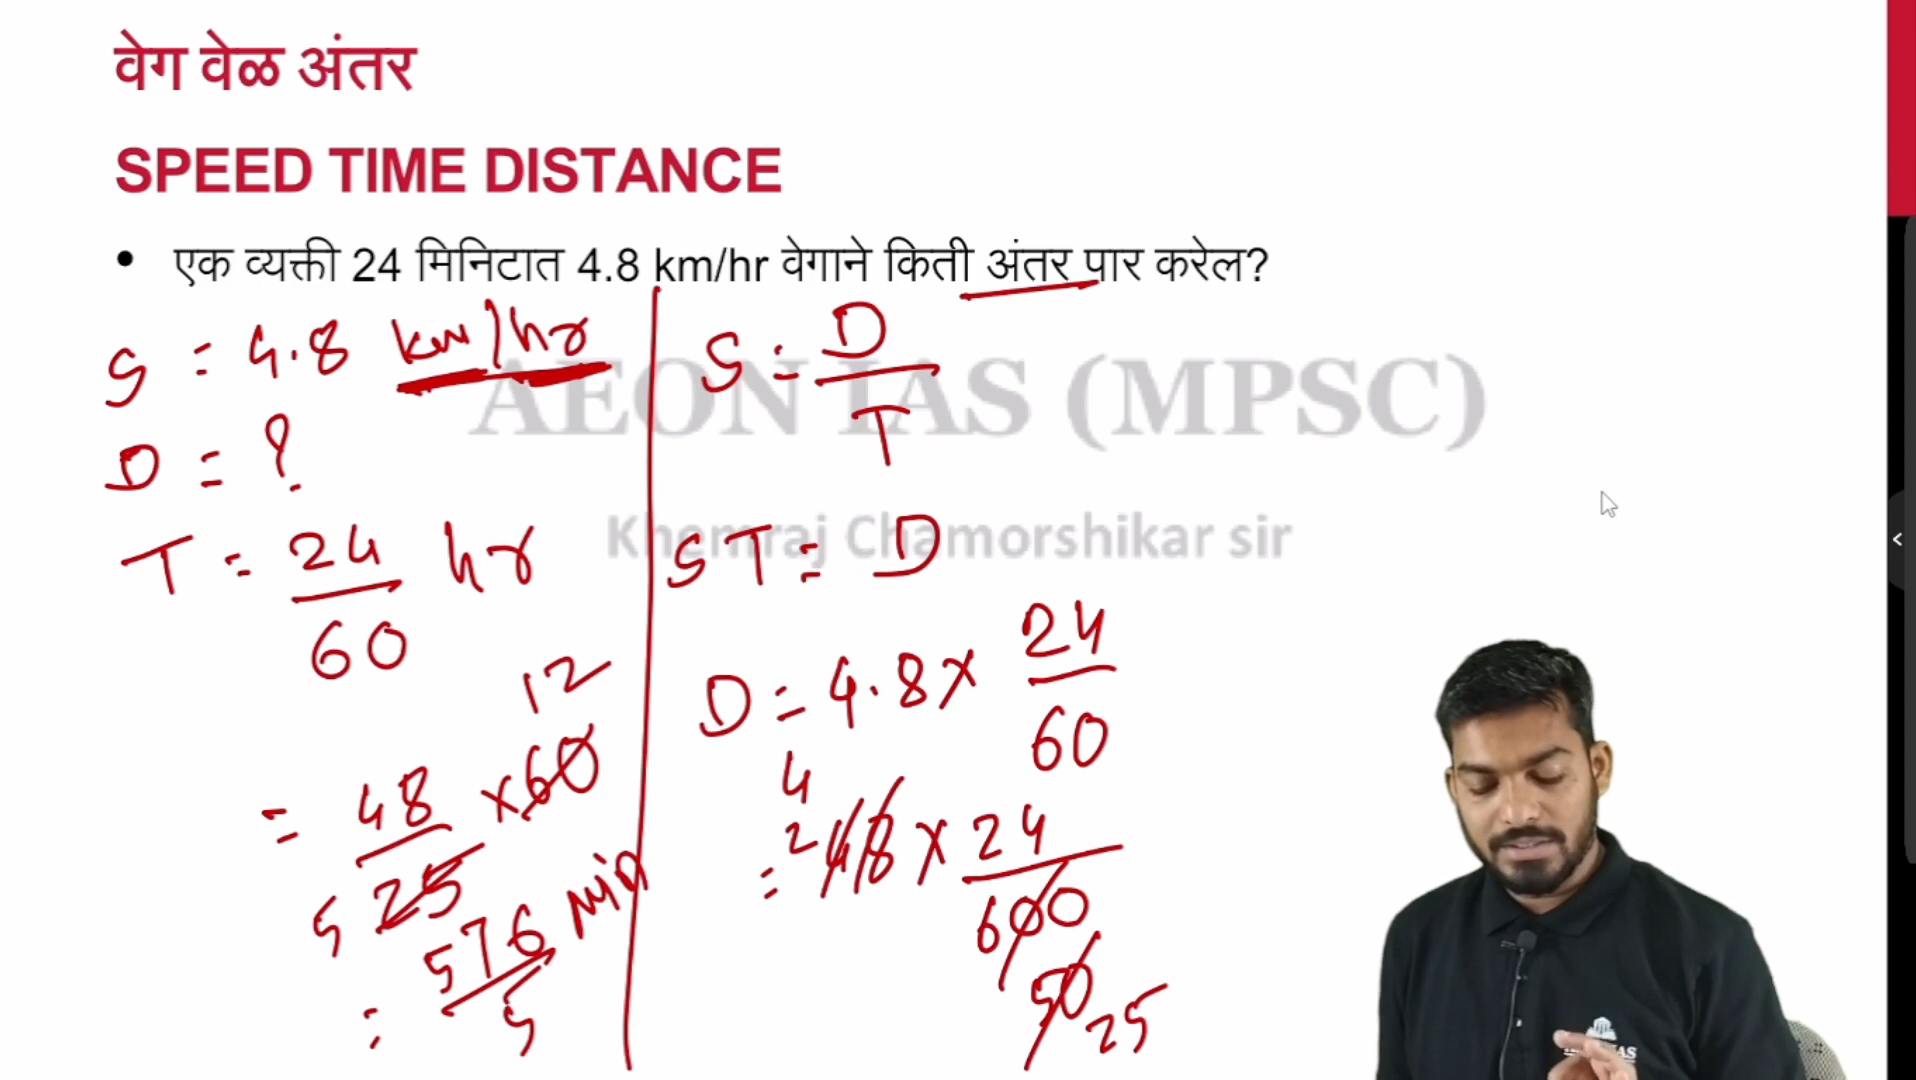 वेग वेळ अंतर
SPEED TIME DISTANCE
• एक व्यक्ती 24 मिनिटात 4.8 km/hr वेगाने किती अंतर पार करेल?
AEON IAS (MPSC)
Khemraj Chamorshikar sir
S = 4.8 km/hr
D = ?
T = 24/60 hr
12
= 48/25 × 60
5
= 576/5 min
S = D/T
ST = D
D = 4.8 × 24/60
4
2
= 48 × 24/600
50
25
<